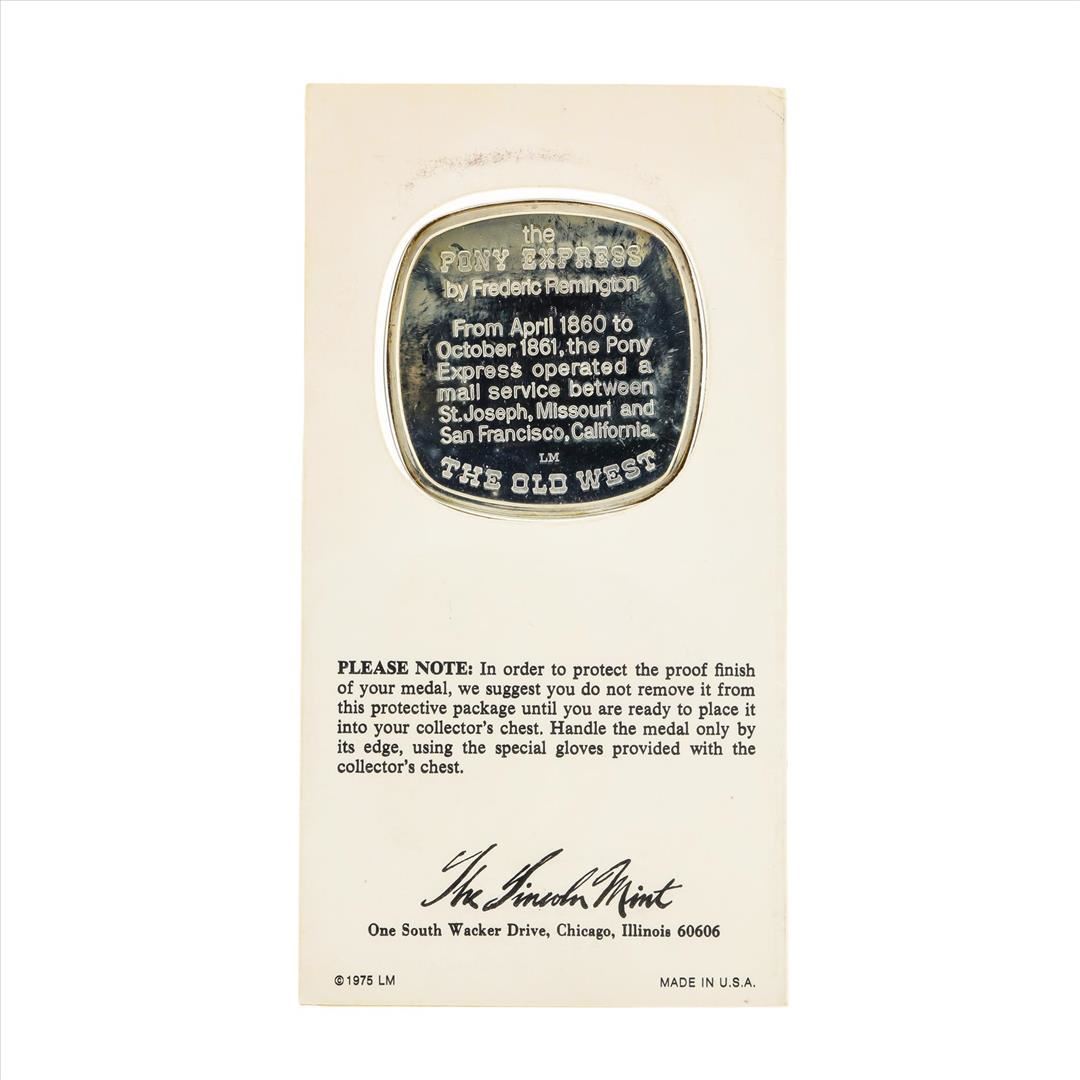 the
PONY EXPRESS
by Frederic Remington
From April 1860 to
October 1861, the Pony
Express operated a
mail service between
St. Joseph, Missouri and
San Francisco, California.
LM
THE OLD WEST
PLEASE NOTE: In order to protect the proof finish
of your medal, we suggest you do not remove it from
this protective package until you are ready to place it
into your collector's chest. Handle the medal only by
its edge, using the special gloves provided with the
collector's chest.
The Lincoln Mint
One South Wacker Drive, Chicago, Illinois 60606
©1975 LM MADE IN U.S.A.